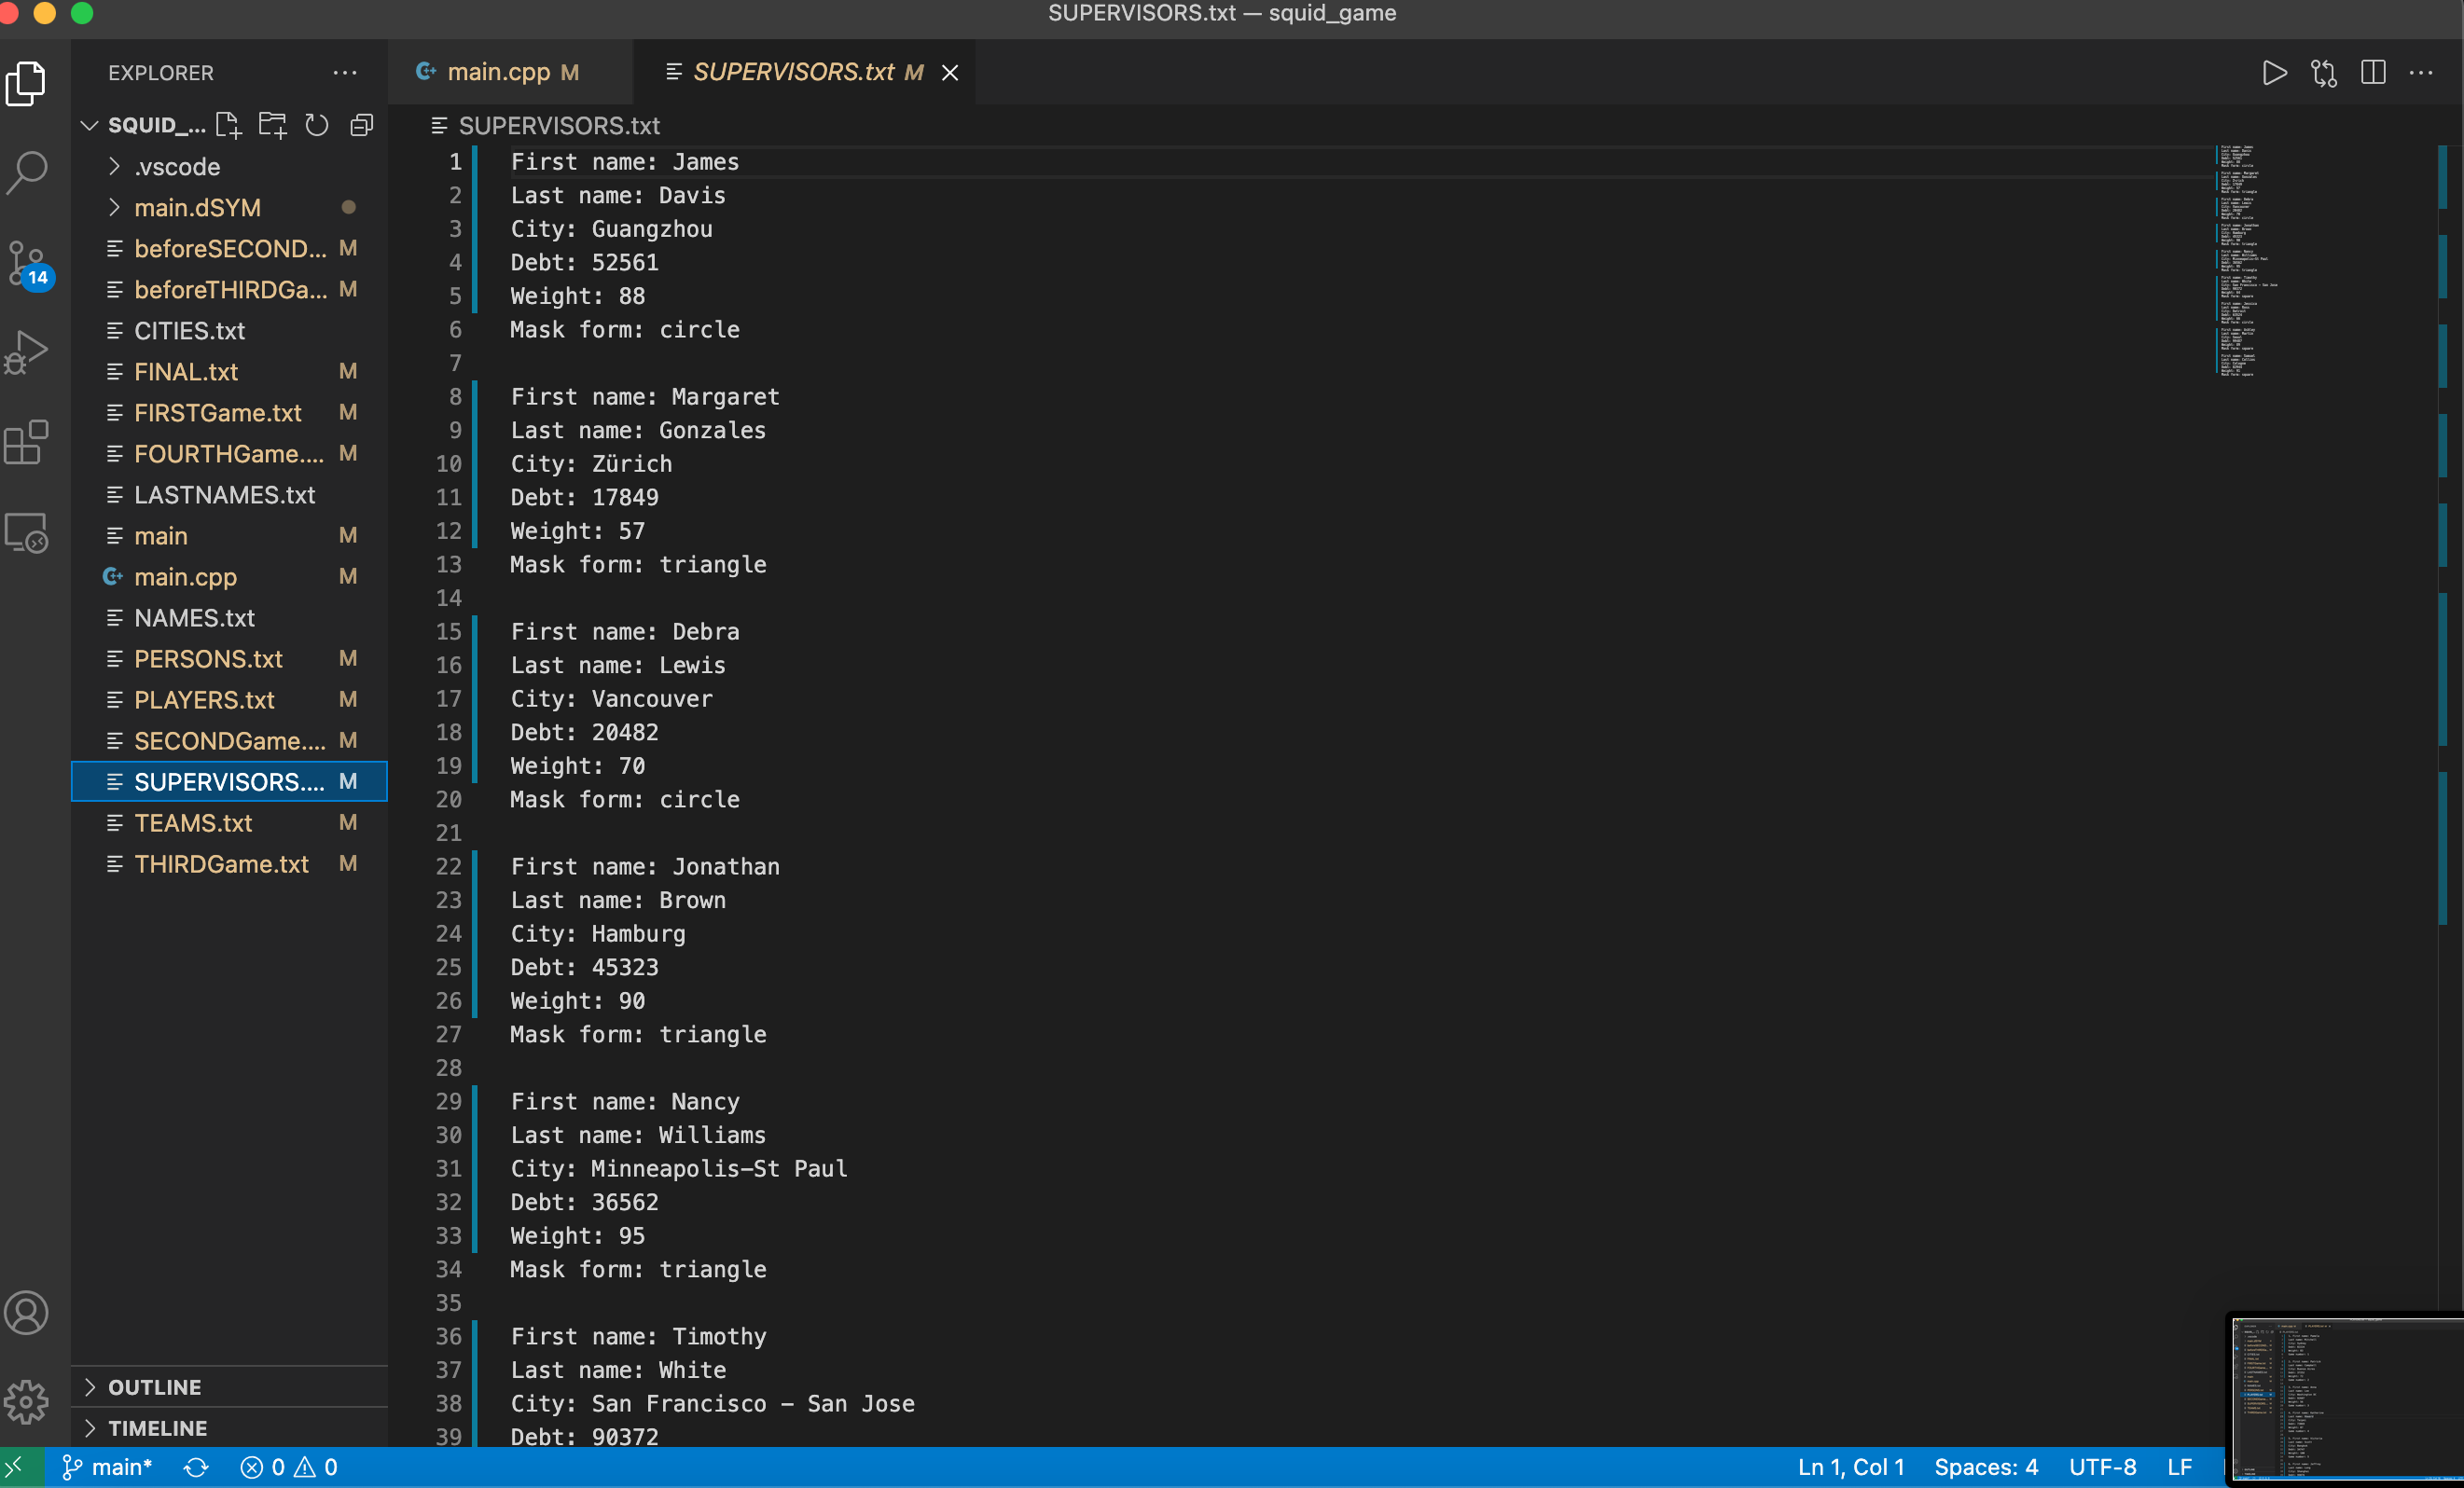 SUPERVISORS.txt — squid_game
EXPLORER
main.cpp M
SUPERVISORS.txt M
SQUID_...
SUPERVISORS.txt
.vscode
main.dSYM
beforeSECOND... M
beforeTHIRDGa... M
CITIES.txt
FINAL.txt M
FIRSTGame.txt M
FOURTHGame.... M
LASTNAMES.txt
main M
main.cpp M
NAMES.txt
PERSONS.txt M
PLAYERS.txt M
SECONDGame.... M
SUPERVISORS.... M
TEAMS.txt M
THIRDGame.txt M
14
OUTLINE
TIMELINE
1 First name: James
2 Last name: Davis
3 City: Guangzhou
4 Debt: 52561
5 Weight: 88
6 Mask form: circle
7
8 First name: Margaret
9 Last name: Gonzales
10 City: Zürich
11 Debt: 17849
12 Weight: 57
13 Mask form: triangle
14
15 First name: Debra
16 Last name: Lewis
17 City: Vancouver
18 Debt: 20482
19 Weight: 70
20 Mask form: circle
21
22 First name: Jonathan
23 Last name: Brown
24 City: Hamburg
25 Debt: 45323
26 Weight: 90
27 Mask form: triangle
28
29 First name: Nancy
30 Last name: Williams
31 City: Minneapolis–St Paul
32 Debt: 36562
33 Weight: 95
34 Mask form: triangle
35
36 First name: Timothy
37 Last name: White
38 City: San Francisco – San Jose
39 Debt: 90372
main* 0 0 Ln 1, Col 1 Spaces: 4 UTF-8 LF